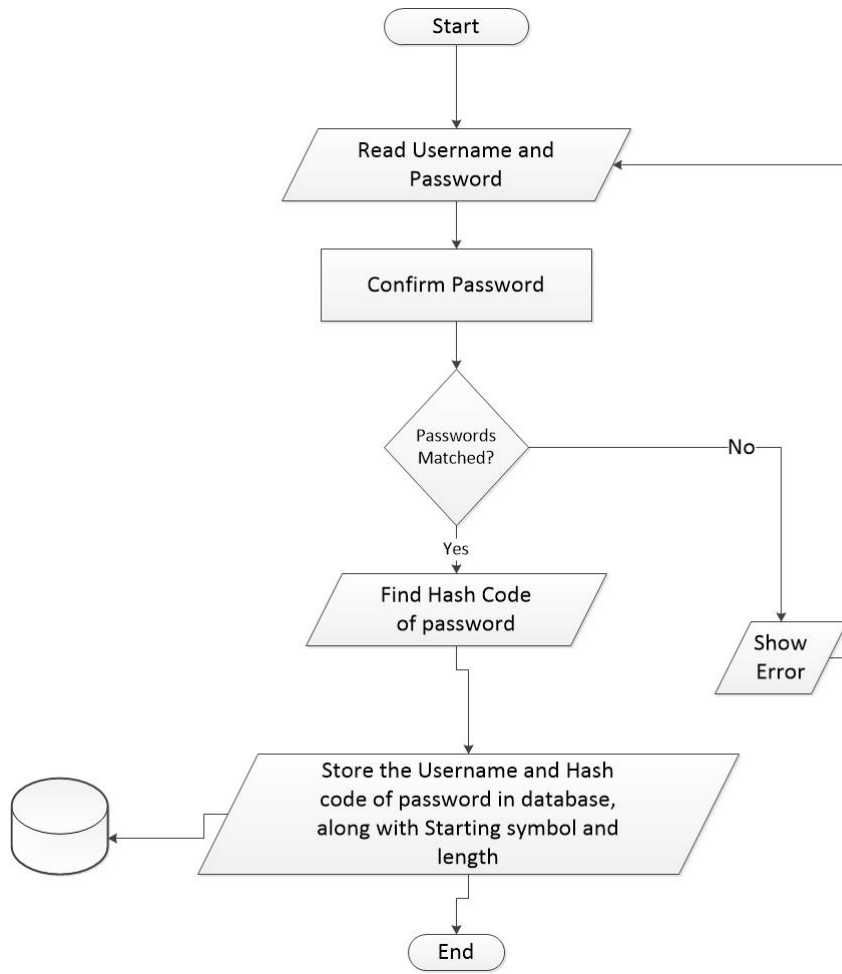 Start
Read Username and
Password
Confirm Password
Passwords
Matched?
No
Yes
Find Hash Code
of password
Show
Error
Store the Username and Hash
code of password in database,
along with Starting symbol and
length
End